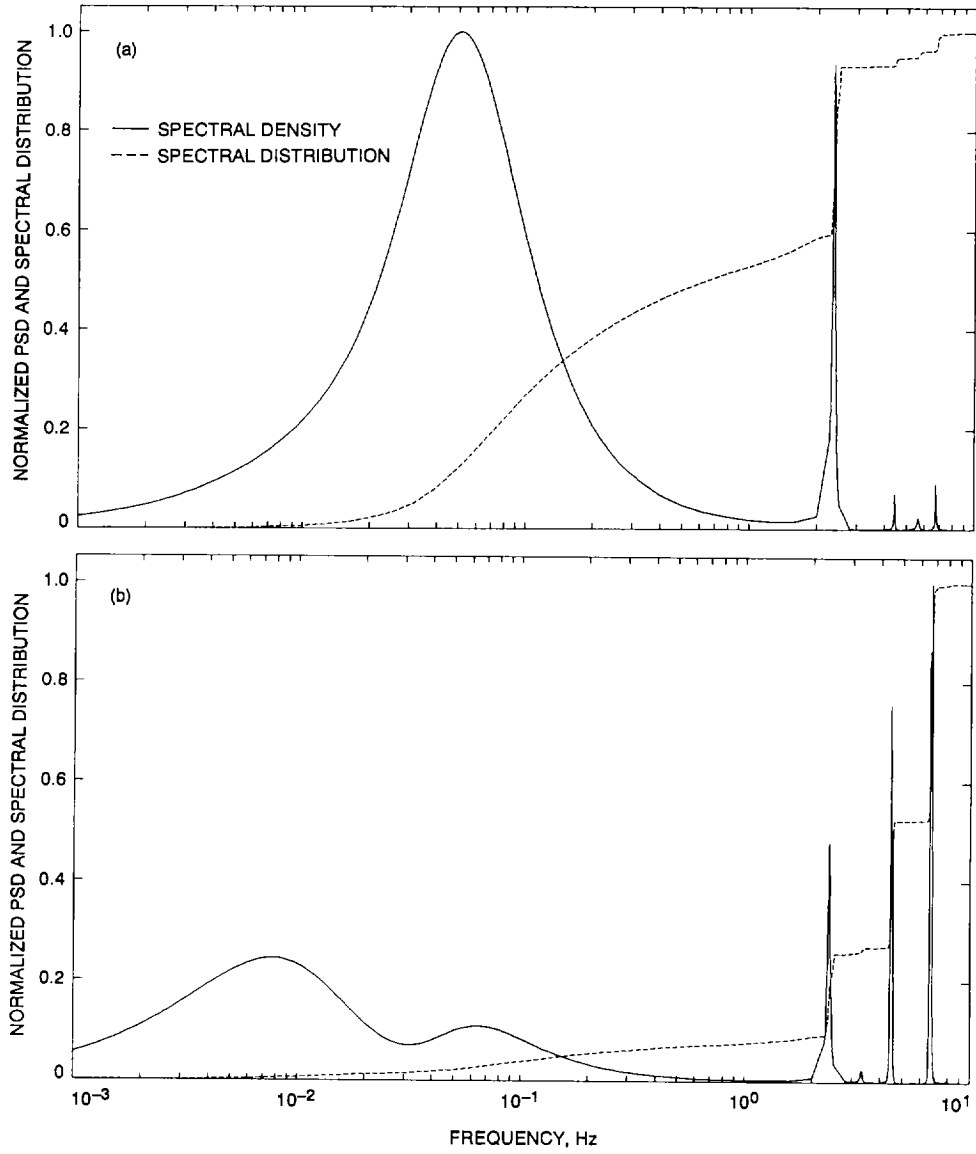 NORMALIZED PSD AND SPECTRAL DISTRIBUTION
1.0
0.8
0.6
0.4
0.2
0
(a)
SPECTRAL DENSITY
SPECTRAL DISTRIBUTION
NORMALIZED PSD AND SPECTRAL DISTRIBUTION
1.0
0.8
0.6
0.4
0.2
0
(b)
10⁻³ 10⁻² 10⁻¹ 10⁰ 10¹
FREQUENCY, Hz